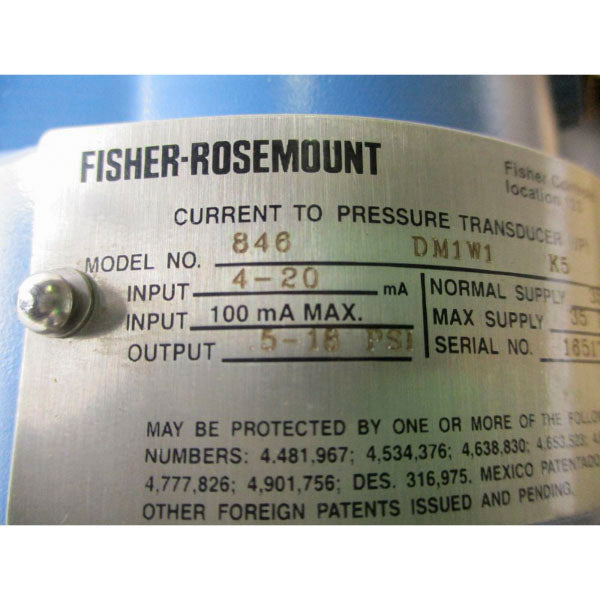 FISHER-ROSEMOUNT
Fisher
location
CURRENT TO PRESSURE TRANSDUCER
MODEL NO. 846 DM1W1 K5
INPUT 4-20 mA
NORMAL SUPPLY
INPUT 100 mA MAX.
MAX SUPPLY 35
OUTPUT PSI
SERIAL NO.
MAY BE PROTECTED BY ONE OR MORE OF THE
NUMBERS: 4.481,967; 4,534,376; 4,638,830;
4,777,826; 4,901,756; DES. 316,975. MEXICO
OTHER FOREIGN PATENTS ISSUED AND PENDING.